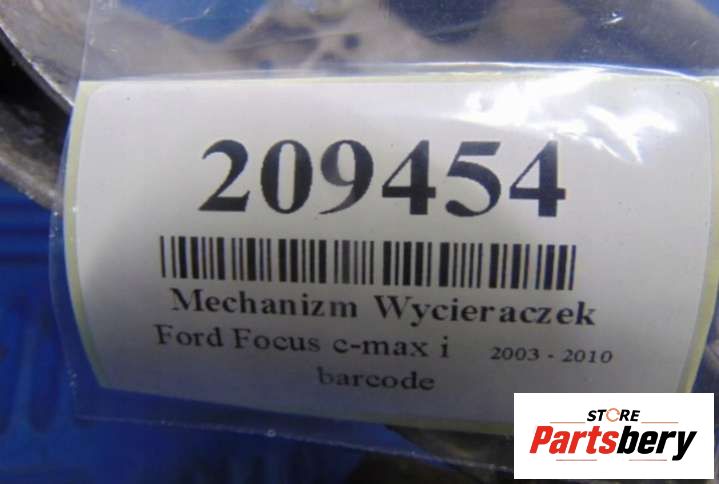 209454
Mechanizm Wycieraczek
Ford Focus c-max i 2003 - 2010
barcode
STORE
Partsbery